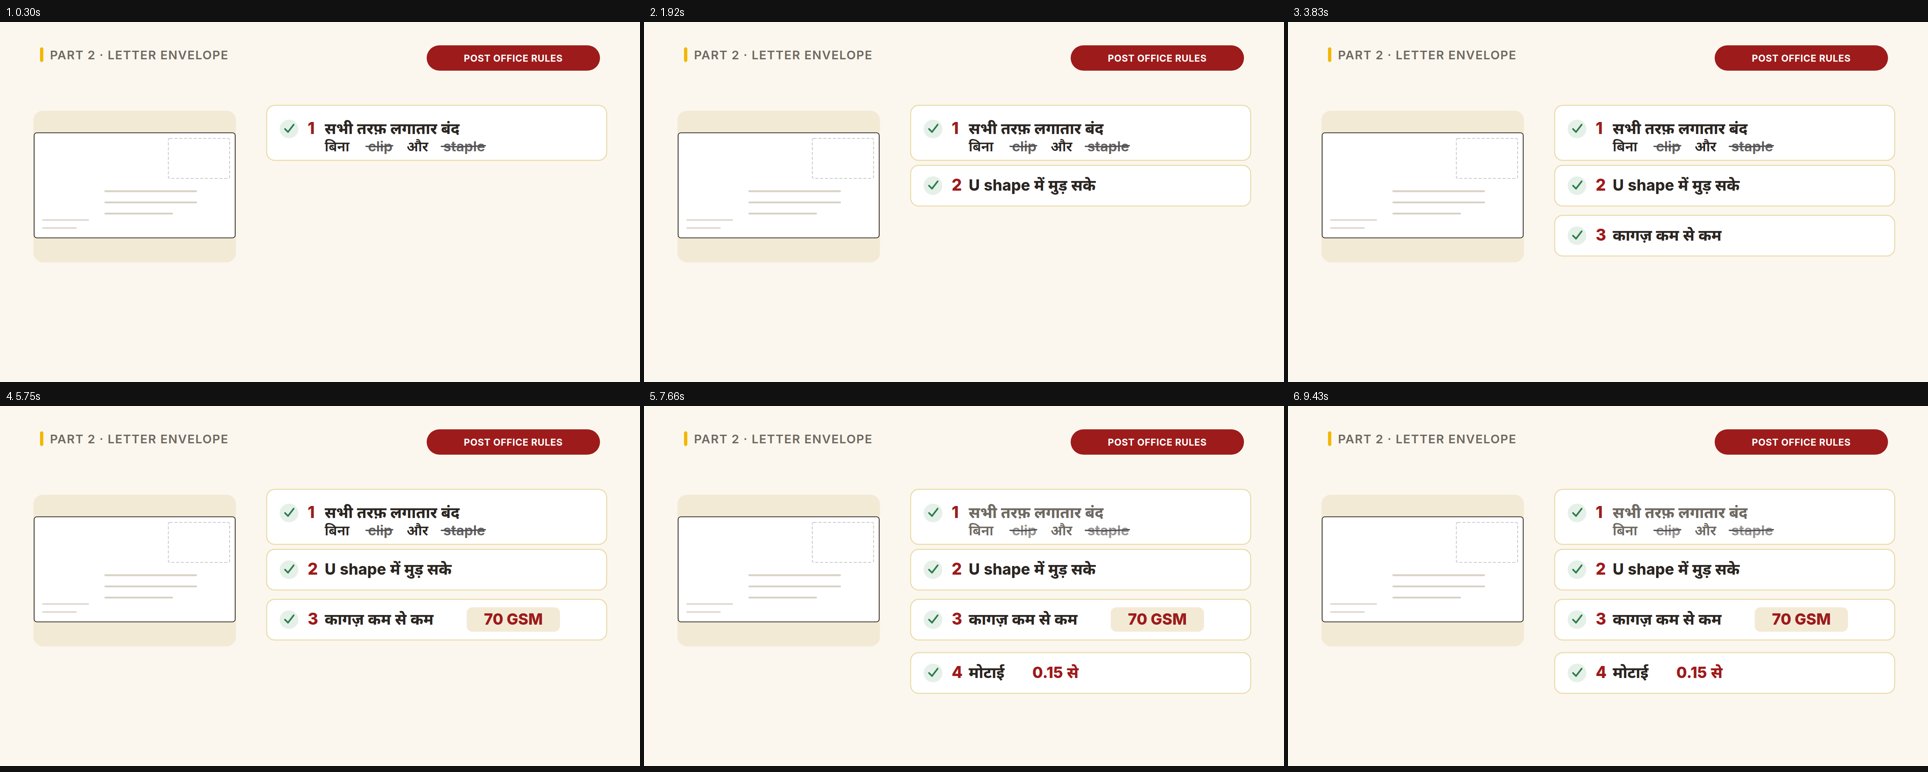 1. 0.30s
PART 2 · LETTER ENVELOPE
POST OFFICE RULES
1 सभी तरफ़ लगातार बंद
बिना clip और staple
2. 1.92s
PART 2 · LETTER ENVELOPE
POST OFFICE RULES
1 सभी तरफ़ लगातार बंद
बिना clip और staple
2 U shape में मुड़ सके
3. 3.83s
PART 2 · LETTER ENVELOPE
POST OFFICE RULES
1 सभी तरफ़ लगातार बंद
बिना clip और staple
2 U shape में मुड़ सके
3 कागज़ कम से कम
4. 5.75s
PART 2 · LETTER ENVELOPE
POST OFFICE RULES
1 सभी तरफ़ लगातार बंद
बिना clip और staple
2 U shape में मुड़ सके
3 कागज़ कम से कम 70 GSM
5. 7.66s
PART 2 · LETTER ENVELOPE
POST OFFICE RULES
1 सभी तरफ़ लगातार बंद
बिना clip और staple
2 U shape में मुड़ सके
3 कागज़ कम से कम 70 GSM
4 मोटाई 0.15 से
6. 9.43s
PART 2 · LETTER ENVELOPE
POST OFFICE RULES
1 सभी तरफ़ लगातार बंद
बिना clip और staple
2 U shape में मुड़ सके
3 कागज़ कम से कम 70 GSM
4 मोटाई 0.15 से